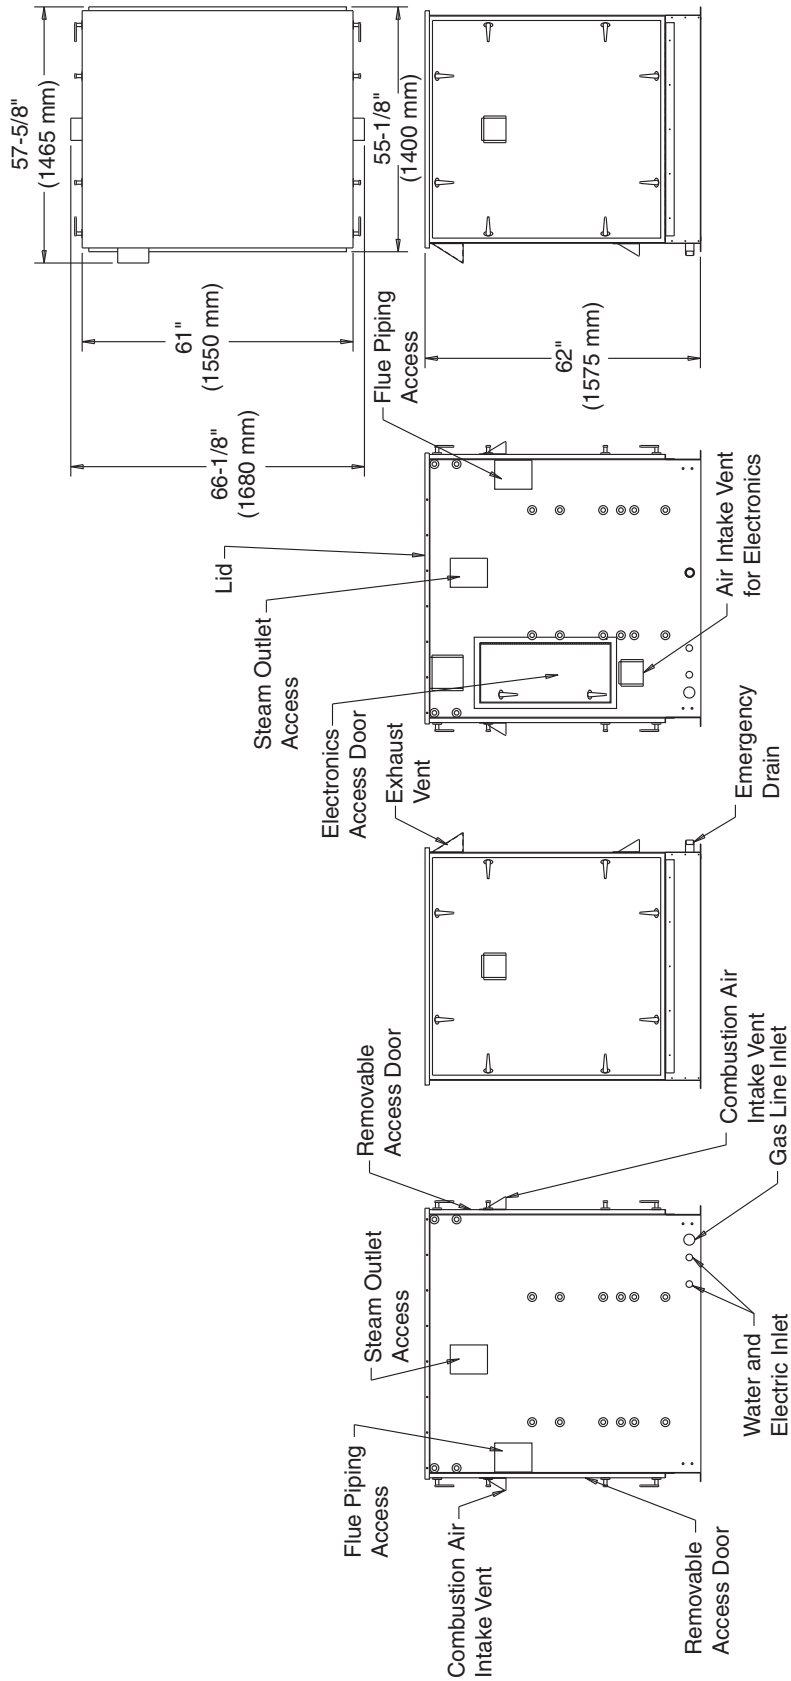 57-5/8"
(1465 mm)
55-1/8"
(1400 mm)
61"
(1550 mm)
66-1/8"
(1680 mm)
62"
(1575 mm)
Flue Piping
Access
Lid
Steam Outlet
Access
Electronics
Access Door
Air Intake Vent
for Electronics
Exhaust
Vent
Emergency
Drain
Removable
Access Door
Combustion Air
Intake Vent
Gas Line Inlet
Steam Outlet
Access
Water and
Electric Inlet
Flue Piping
Access
Combustion Air
Intake Vent
Removable
Access Door